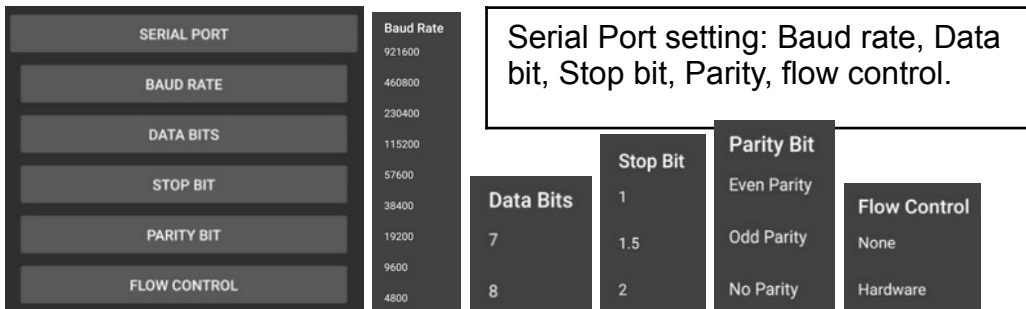 SERIAL PORT
BAUD RATE
DATA BITS
STOP BIT
PARITY BIT
FLOW CONTROL
Baud Rate
921600
460800
230400
115200
57600
38400
19200
9600
4800
Serial Port setting: Baud rate, Data
bit, Stop bit, Parity, flow control.
Data Bits
7
8
Stop Bit
1
1.5
2
Parity Bit
Even Parity
Odd Parity
No Parity
Flow Control
None
Hardware